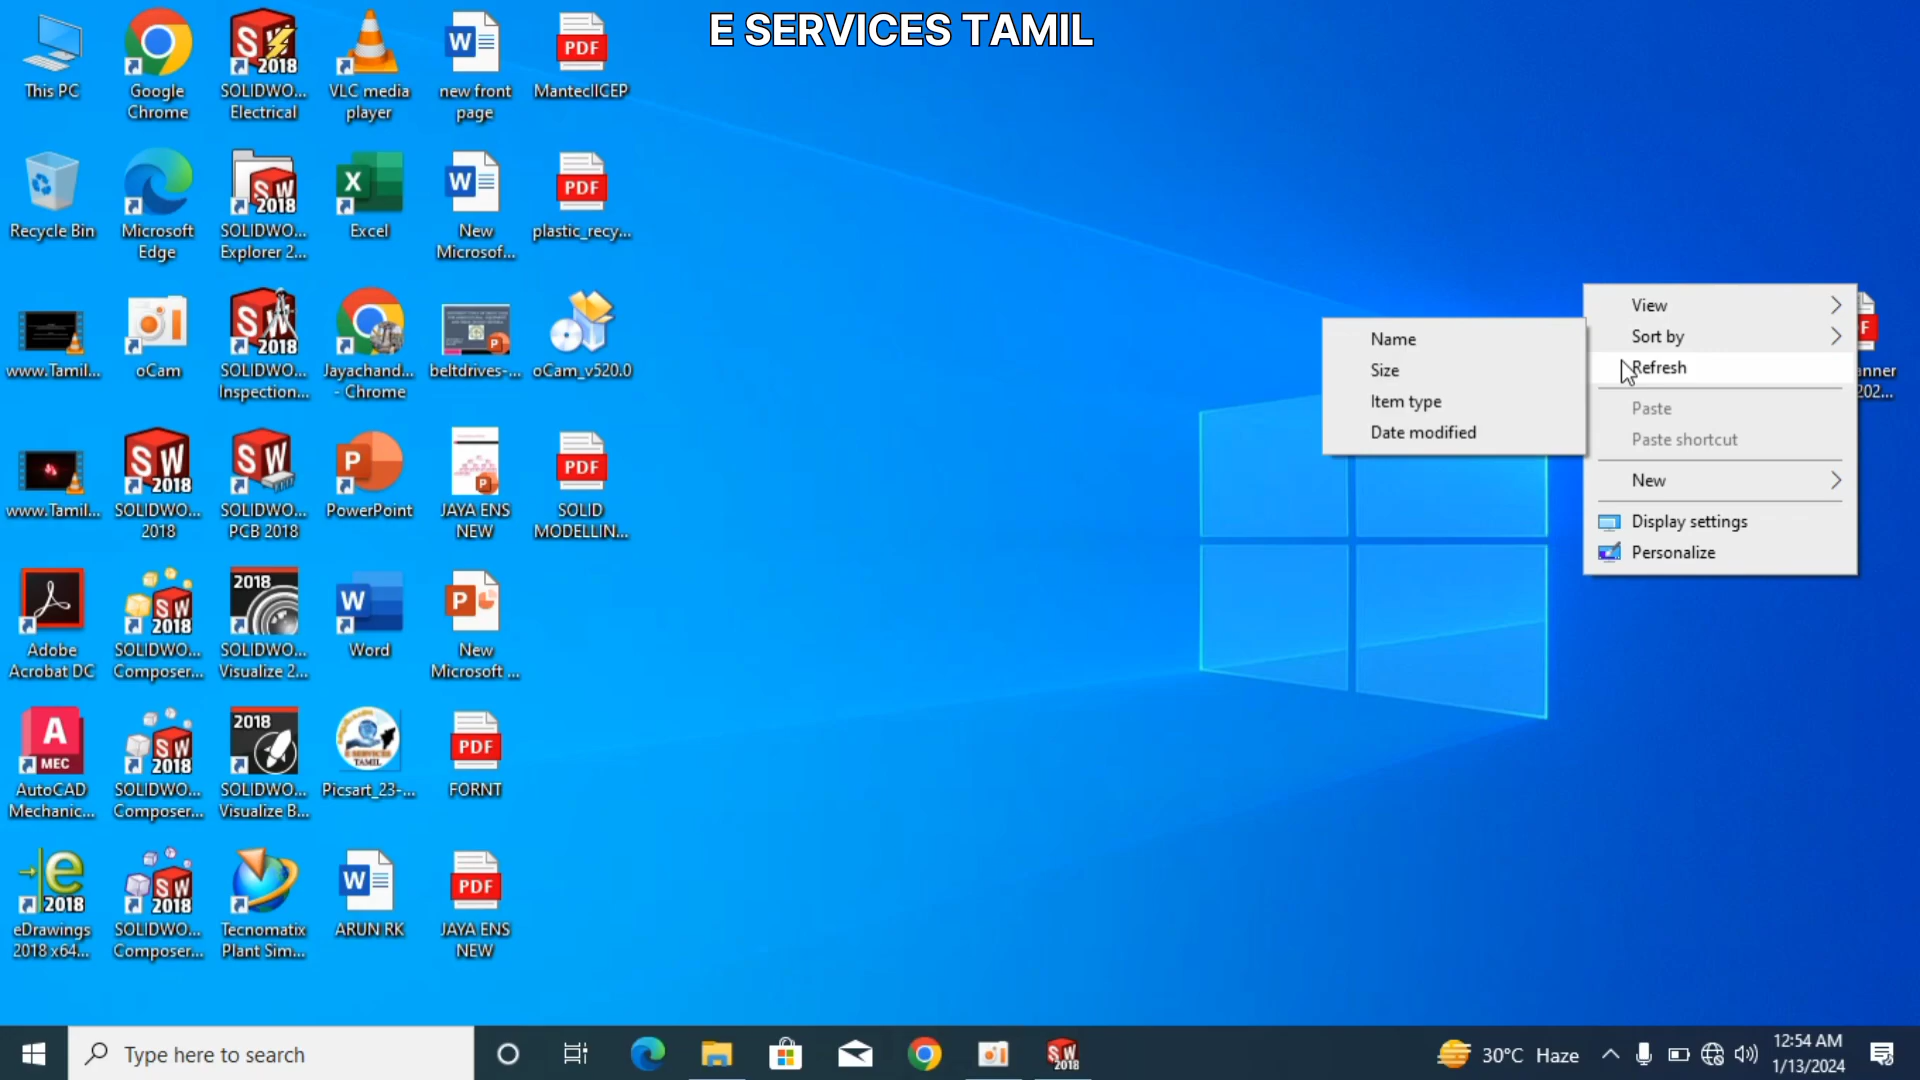 E SERVICES TAMIL
This PC
Google
Chrome
SOLIDWO...
Electrical
VLC media
player
new front
page
MantecIICEP
Recycle Bin
Microsoft
Edge
SOLIDWO...
Explorer 2...
Excel
New
Microsof...
plastic_recy...
www.Tamil...
oCam
SOLIDWO...
Inspection...
Jayachand...
- Chrome
beltdrives-...
oCam_v520.0
www.Tamil...
SOLIDWO...
2018
SOLIDWO...
PCB 2018
PowerPoint
JAYA ENS
NEW
SOLID
MODELLIN...
Adobe
Acrobat DC
SOLIDWO...
Composer...
SOLIDWO...
Visualize 2...
Word
New
Microsoft ...
AutoCAD
Mechanic...
SOLIDWO...
Composer...
SOLIDWO...
Visualize B...
Picsart_23-...
FORNT
eDrawings
2018 x64...
SOLIDWO...
Composer...
Tecnomatix
Plant Sim...
ARUN RK
JAYA ENS
NEW
Name
Size
Item type
Date modified
View
Sort by
Refresh
Paste
Paste shortcut
New
Display settings
Personalize
anner
202...
Type here to search
30°C Haze
12:54 AM
1/13/2024